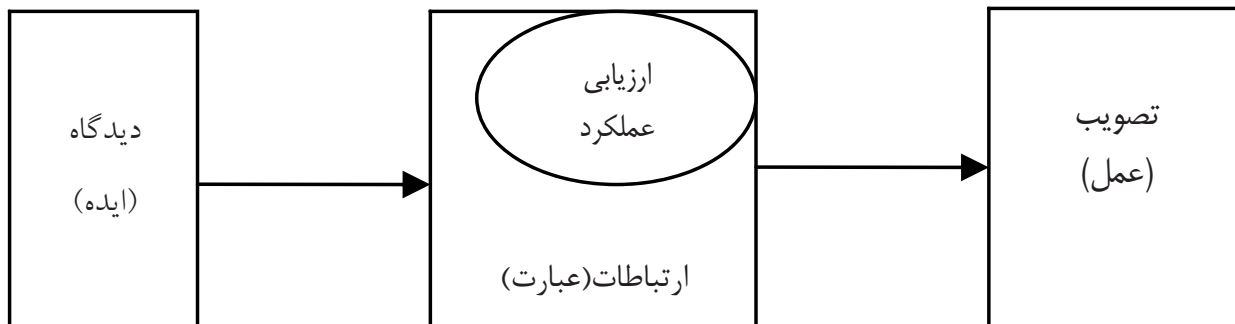 دیدگاه
(ایده)
ارزیابی
عملکرد
ارتباطات(عبارت)
تصویب
(عمل)